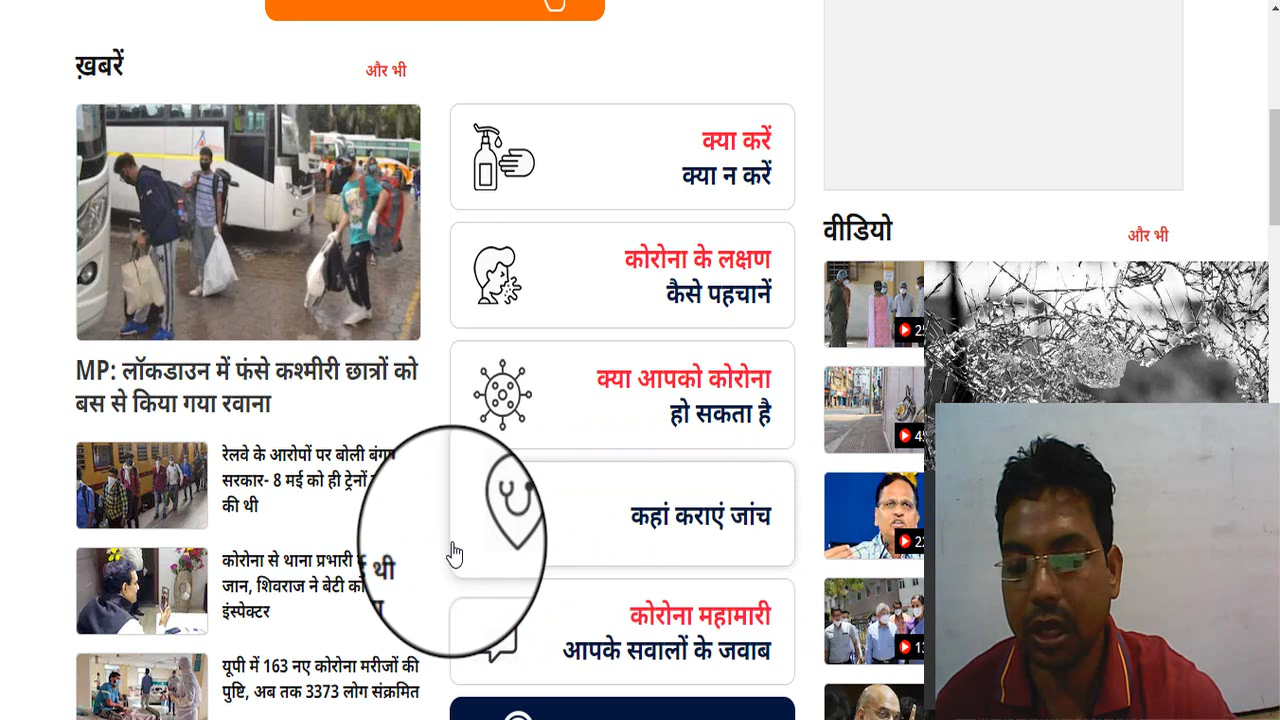 ख़बरें
और भी
MP: लॉकडाउन में फंसे कश्मीरी छात्रों को
बस से किया गया रवाना
रेलवे के आरोपों पर बोली
सरकार- 8 मई को ही ट्रेनों
की थी
कोरोना से थाना प्रभारी
जान, शिवराज ने बेटी को
इंस्पेक्टर
यूपी में 163 नए कोरोना मरीजों की
पुष्टि, अब तक 3373 लोग संक्रमित
थी
क्या करें
क्या न करें
कोरोना के लक्षण
कैसे पहचानें
क्या आपको कोरोना
हो सकता है
कहां कराएं जांच
कोरोना महामारी
आपके सवालों के जवाब
वीडियो
और भी